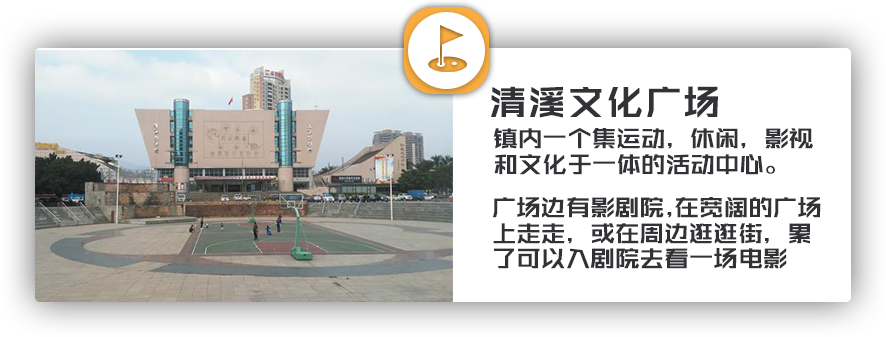 清溪文化广场
镇内一个集运动，休闲，影视
和文化于一体的活动中心。
广场边有影剧院,在宽阔的广场
上走走，或在周边逛逛街，累
了可以入剧院去看一场电影